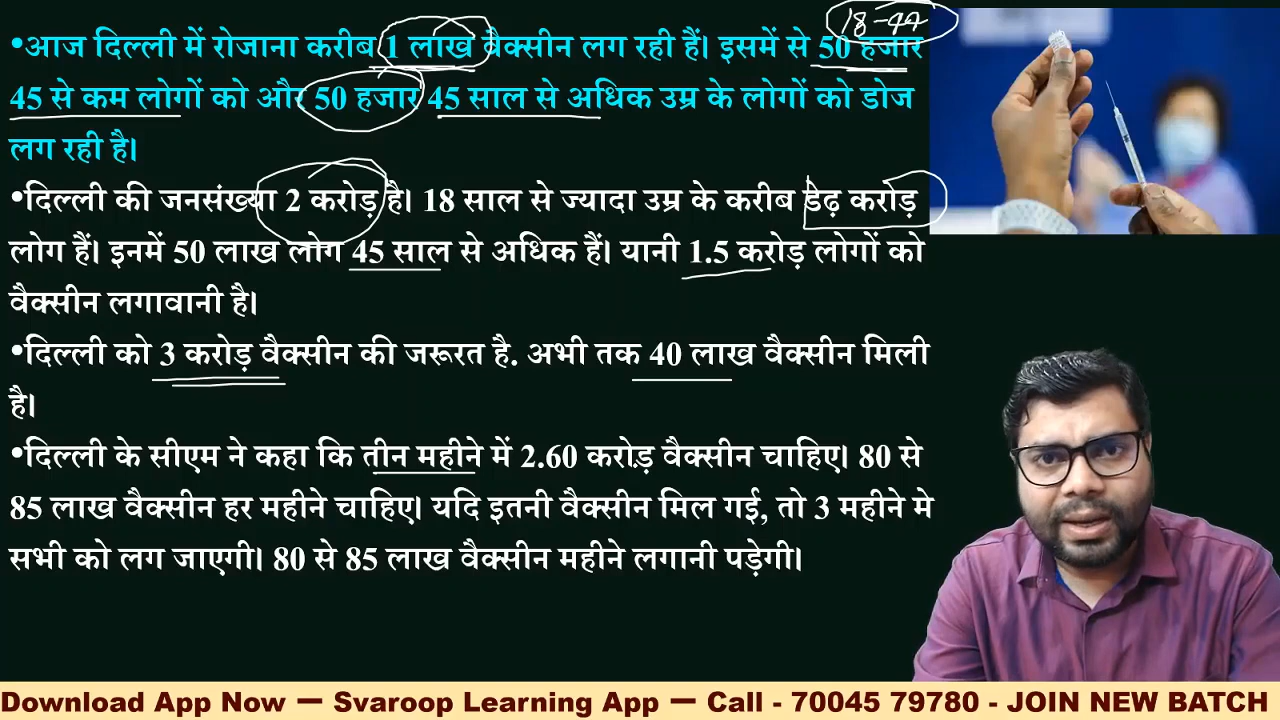 18-44
•आज दिल्ली में रोजाना करीब 1 लाख वैक्सीन लग रही हैं। इसमें से 50 हजार
45 से कम लोगों को और 50 हजार 45 साल से अधिक उम्र के लोगों को डोज
लग रही है।
•दिल्ली की जनसंख्या 2 करोड़ है। 18 साल से ज्यादा उम्र के करीब डेढ़ करोड़
लोग हैं। इनमें 50 लाख लोग 45 साल से अधिक हैं। यानी 1.5 करोड़ लोगों को
वैक्सीन लगावानी है।
•दिल्ली को 3 करोड़ वैक्सीन की जरूरत है. अभी तक 40 लाख वैक्सीन मिली
है।
•दिल्ली के सीएम ने कहा कि तीन महीने में 2.60 करोड़ वैक्सीन चाहिए। 80 से
85 लाख वैक्सीन हर महीने चाहिए। यदि इतनी वैक्सीन मिल गई, तो 3 महीने मे
सभी को लग जाएगी। 80 से 85 लाख वैक्सीन महीने लगानी पड़ेगी।
Download App Now — Svaroop Learning App — Call - 70045 79780 - JOIN NEW BATCH